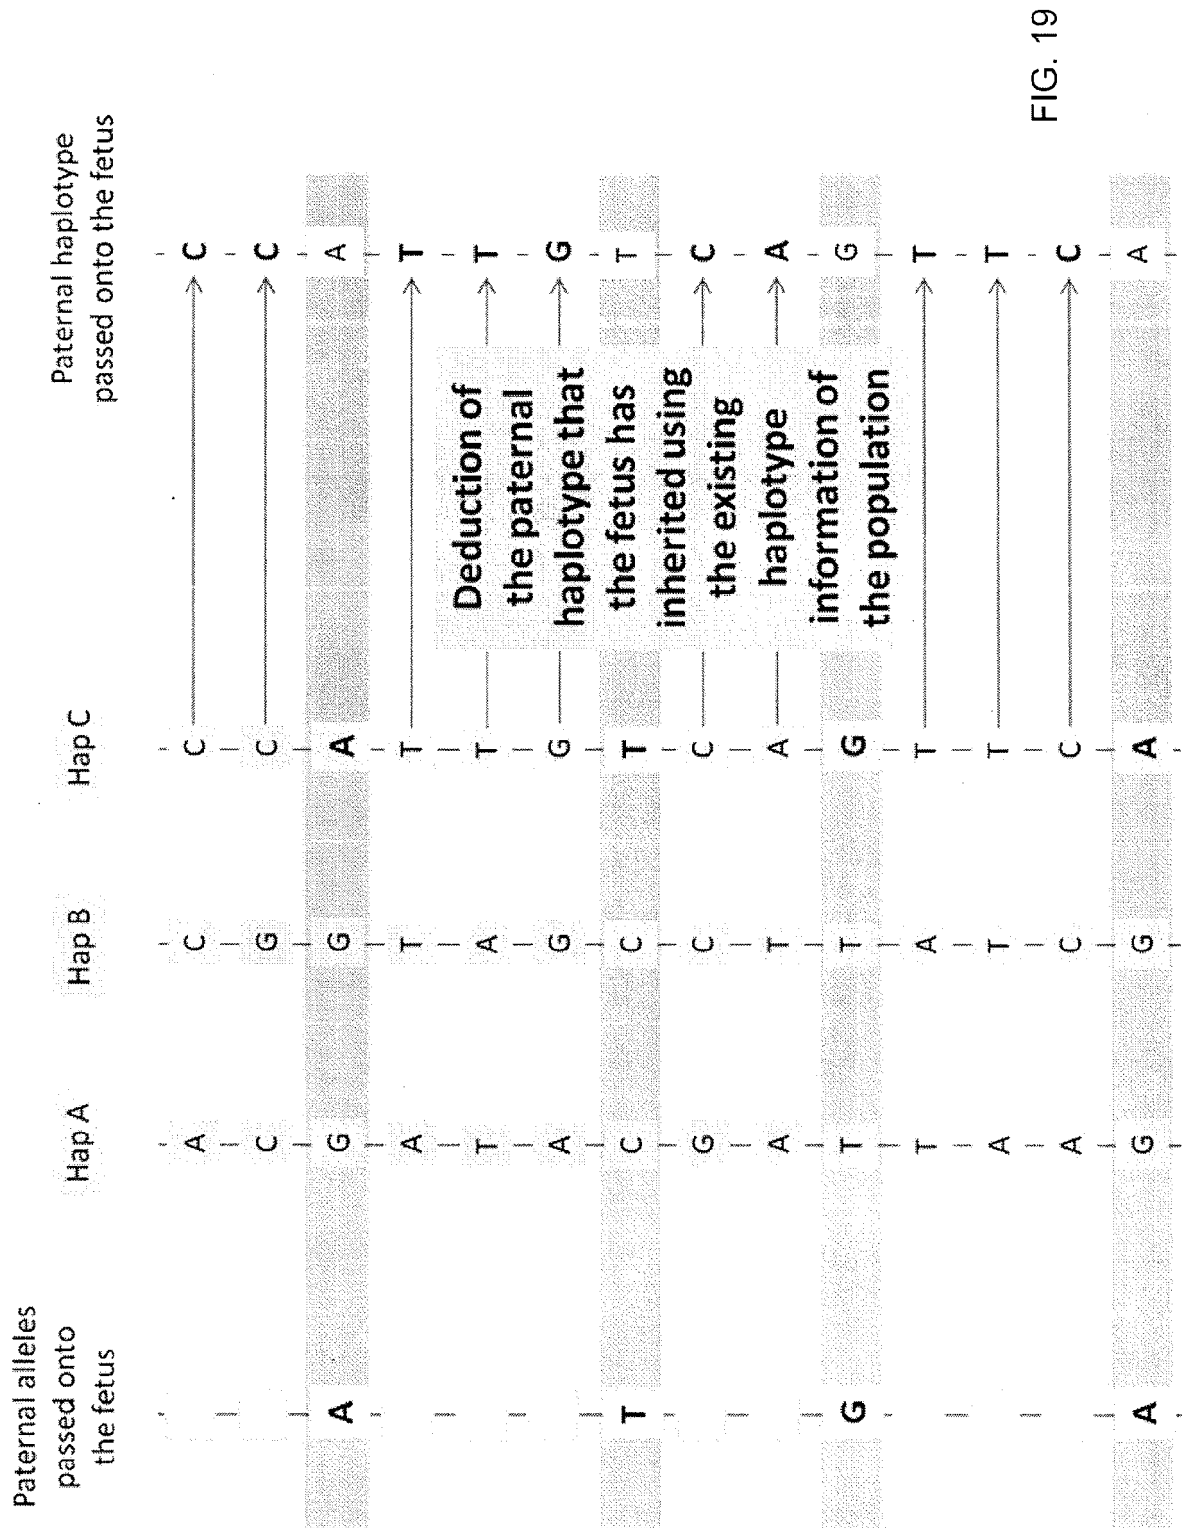 Paternal alleles
passed onto
the fetus
Hap A
Hap B
Hap C
Paternal haplotype
passed onto the fetus
A C C C
C G C C
A G G A A
A T T T
T A T T
A G G G
T C C T T
G C C C
A T A A
G T T G G
T A T T
A T T T
A C C C
A G G A A
Deduction of
the paternal
haplotype that
the fetus has
inherited using
the existing
haplotype
information of
the population
FIG. 19